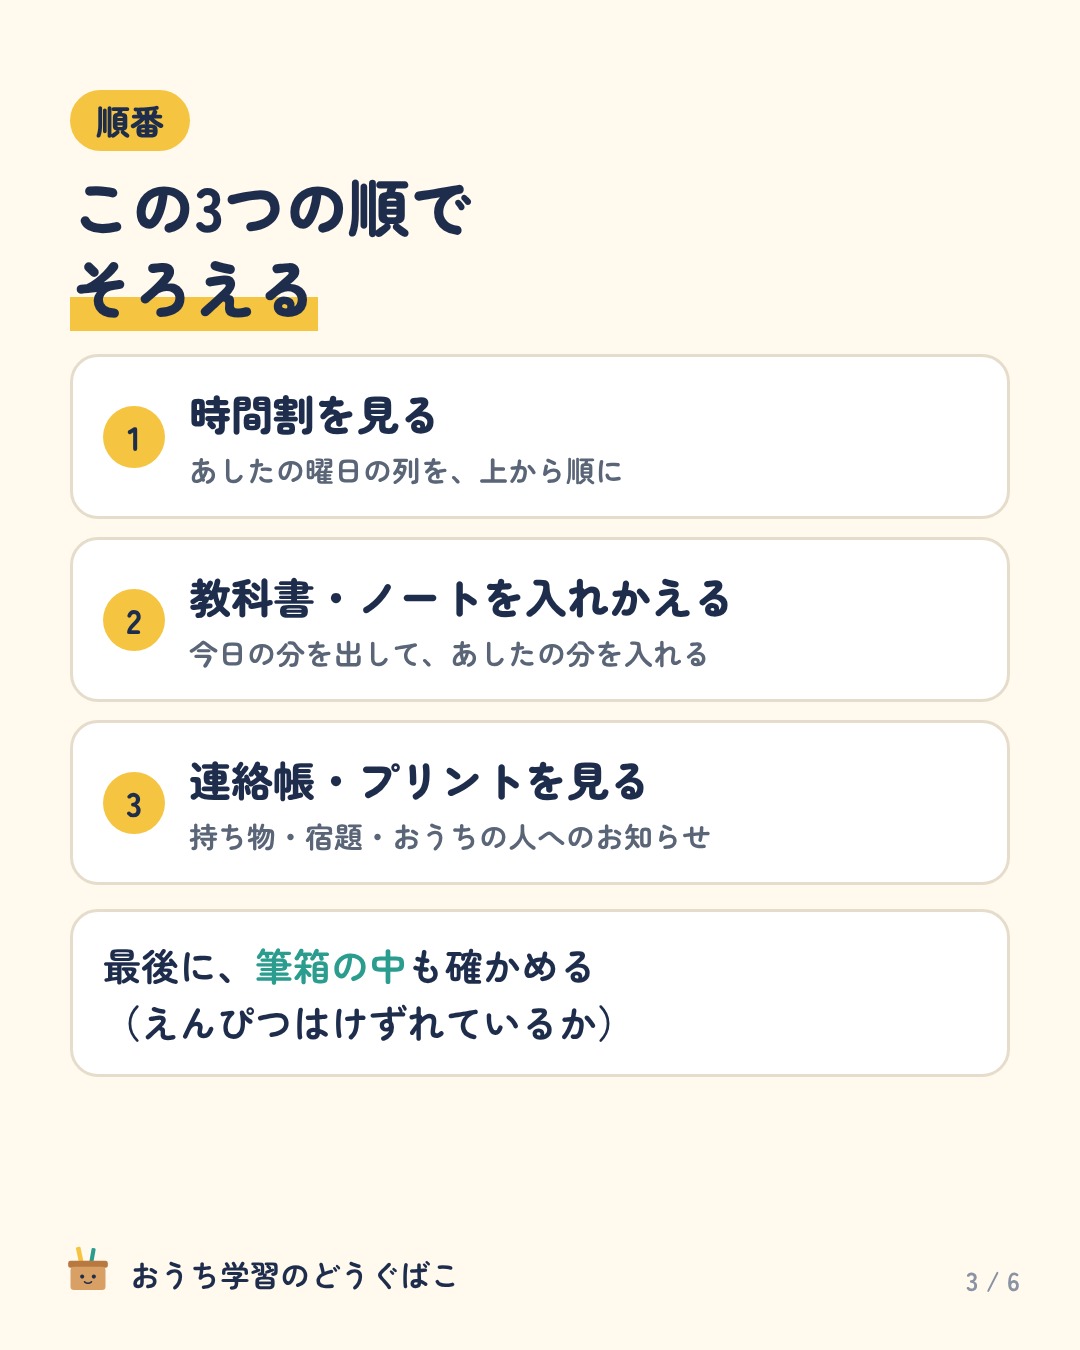 順番
この3つの順で
そろえる
1
時間割を見る
あしたの曜日の列を、上から順に
2
教科書・ノートを入れかえる
今日の分を出して、あしたの分を入れる
3
連絡帳・プリントを見る
持ち物・宿題・おうちの人へのお知らせ
最後に、筆箱の中も確かめる
（えんぴつはけずれているか）
おうち学習のどうぐばこ
3 / 6